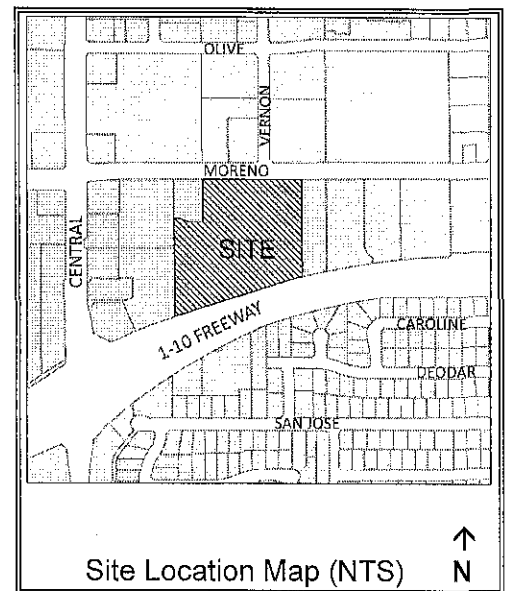 OLIVE
VERNON
MORENO
CENTRAL
SITE
1-10 FREEWAY
CAROLINE
DEODAR
SAN JOSE
Site Location Map (NTS)
N